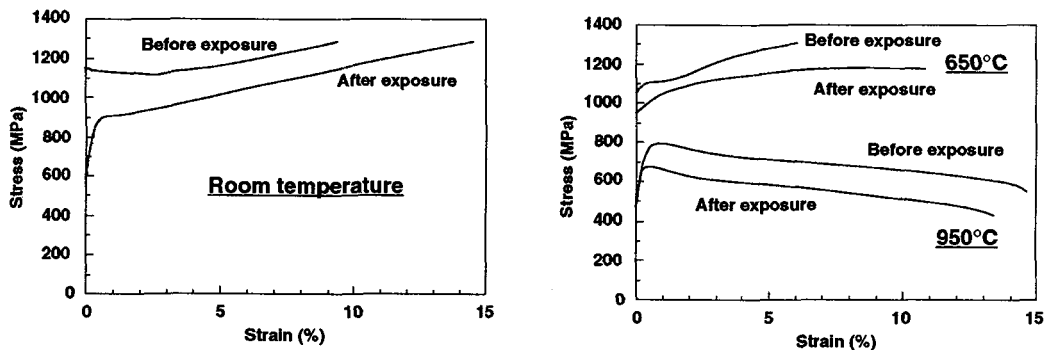 1400
1200
1000
800
600
400
200
0
Stress (MPa)
Before exposure
After exposure
Room temperature
0
5
10
15
Strain (%)
1400
1200
1000
800
600
400
200
0
Stress (MPa)
Before exposure
650°C
After exposure
Before exposure
After exposure
950°C
0
5
10
15
Strain (%)